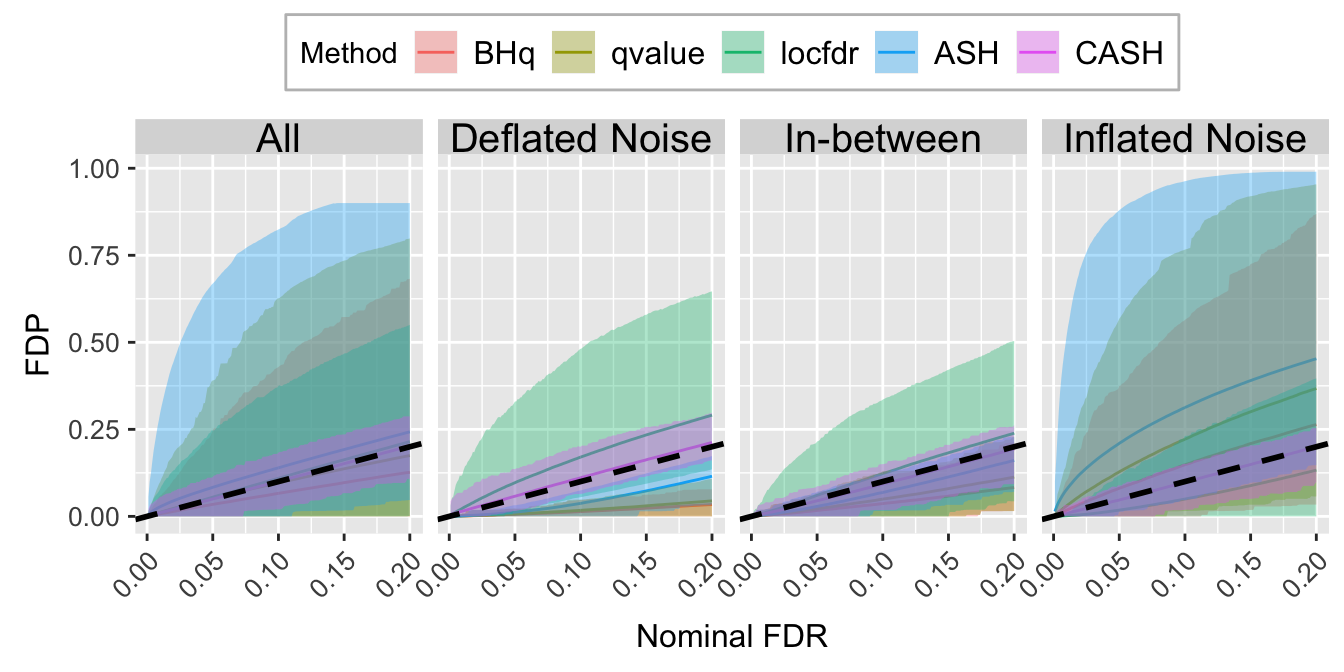 Method BHq qvalue locfdr ASH CASH
All Deflated Noise In-between Inflated Noise
1.00
0.75
0.50
0.25
0.00
FDP
0.00 0.05 0.10 0.15 0.20 0.00 0.05 0.10 0.15 0.20 0.00 0.05 0.10 0.15 0.20 0.00 0.05 0.10 0.15 0.20
Nominal FDR